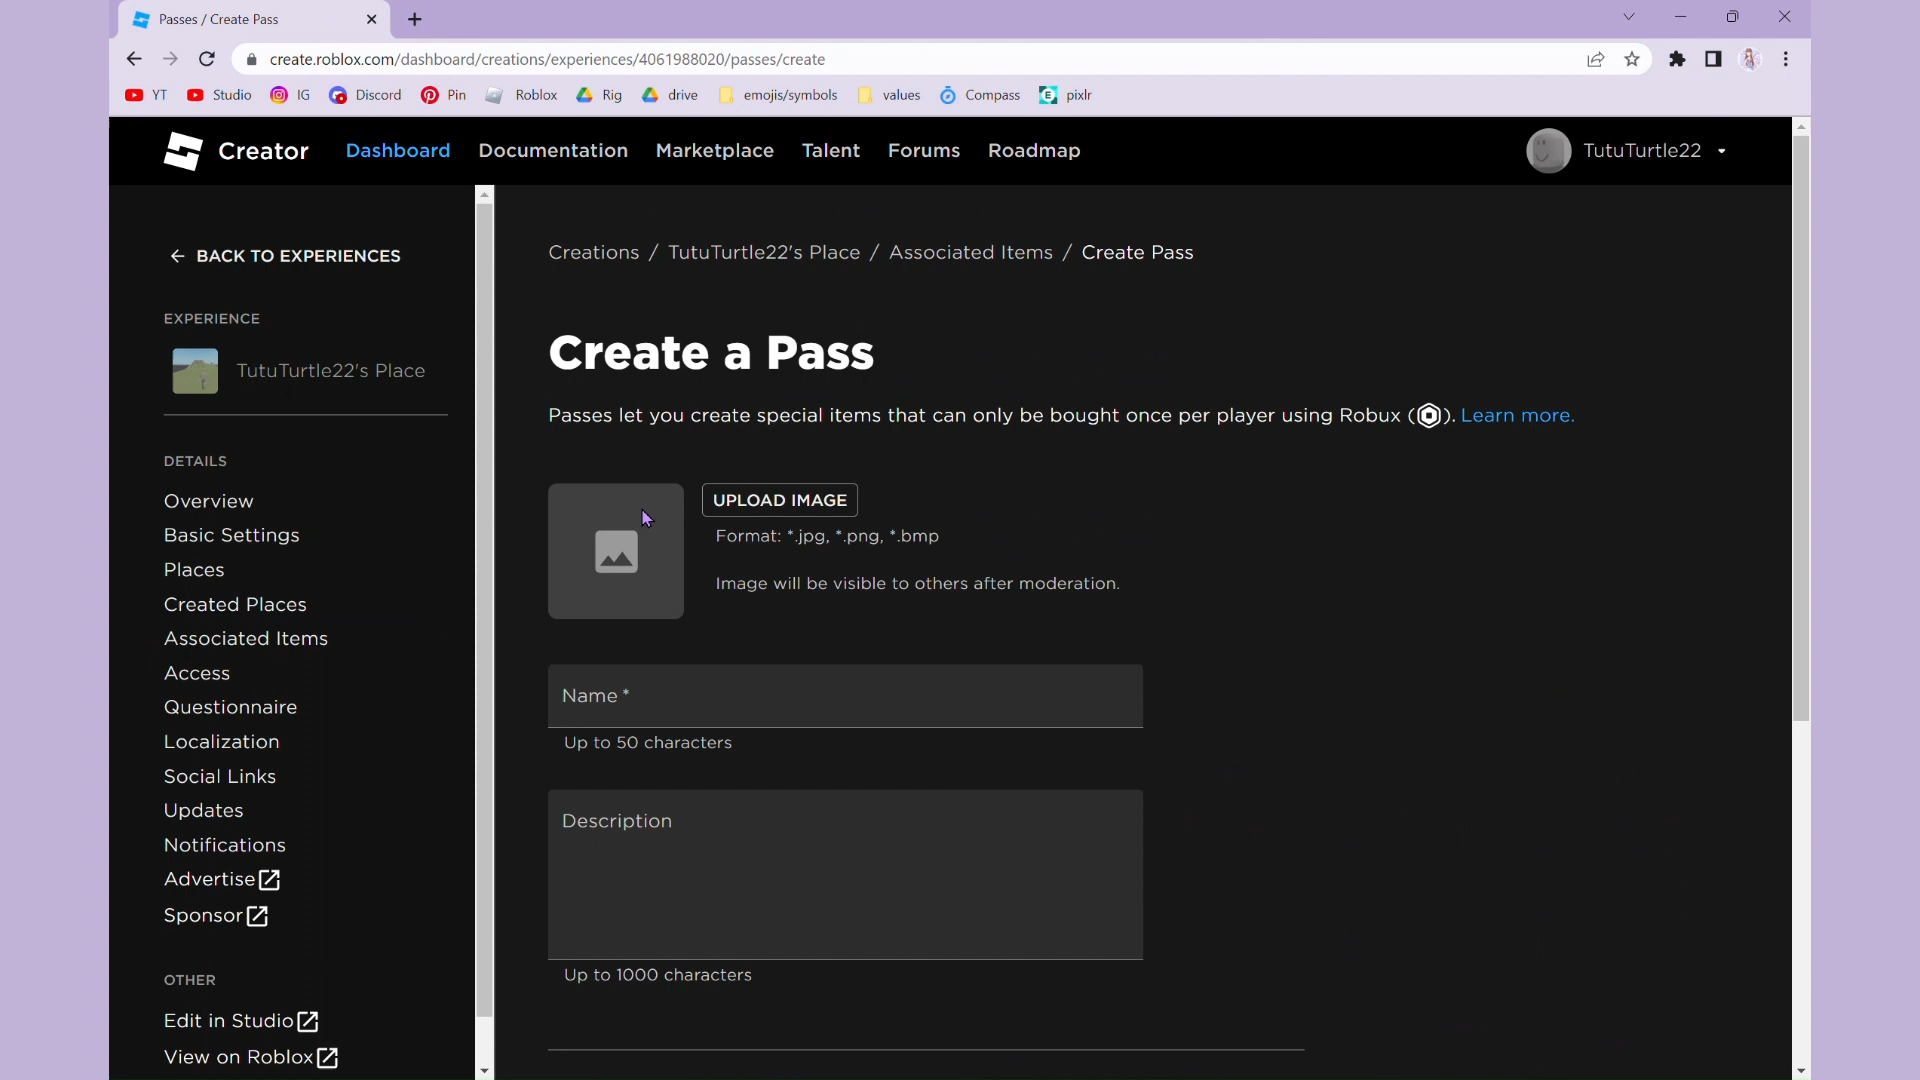 Passes / Create Pass
create.roblox.com/dashboard/creations/experiences/4061988020/passes/create
YT Studio IG Discord Pin Roblox Rig drive emojis/symbols values Compass E pixlr
Creator Dashboard Documentation Marketplace Talent Forums Roadmap TutuTurtle22
BACK TO EXPERIENCES
EXPERIENCE
TutuTurtle22's Place
DETAILS
Overview
Basic Settings
Places
Created Places
Associated Items
Access
Questionnaire
Localization
Social Links
Updates
Notifications
Advertise
Sponsor
OTHER
Edit in Studio
View on Roblox
Creations / TutuTurtle22's Place / Associated Items / Create Pass
Create a Pass
Passes let you create special items that can only be bought once per player using Robux (). Learn more.
UPLOAD IMAGE
Format: *.jpg, *.png, *.bmp
Image will be visible to others after moderation.
Name *
Up to 50 characters
Description
Up to 1000 characters